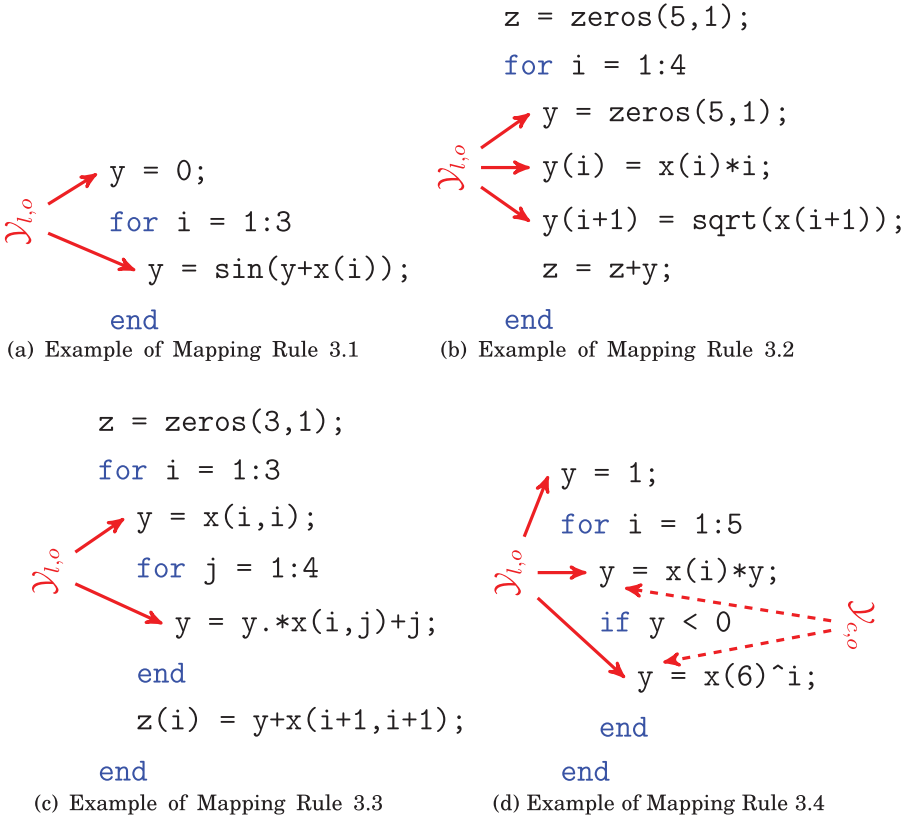 y = 0;
for i = 1:3
y = sin(y+x(i));
end
𝒴l,o
(a) Example of Mapping Rule 3.1
z = zeros(5,1);
for i = 1:4
y = zeros(5,1);
y(i) = x(i)*i;
y(i+1) = sqrt(x(i+1));
z = z+y;
end
𝒴l,o
(b) Example of Mapping Rule 3.2
z = zeros(3,1);
for i = 1:3
y = x(i,i);
for j = 1:4
y = y.*x(i,j)+j;
end
z(i) = y+x(i+1,i+1);
end
𝒴l,o
(c) Example of Mapping Rule 3.3
y = 1;
for i = 1:5
y = x(i)*y;
if y < 0
y = x(6)^i;
end
end
𝒴l,o
𝒴c,o
(d) Example of Mapping Rule 3.4